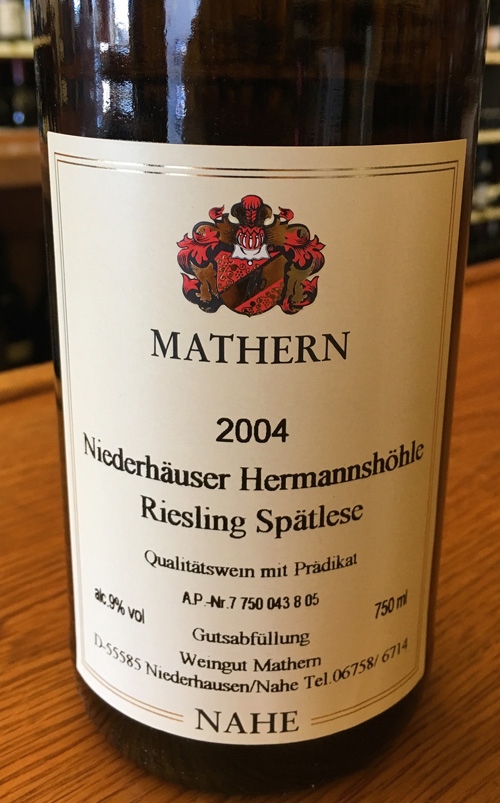 MATHERN
2004
Niederhäuser Hermannshöhle
Riesling Spätlese
Qualitätswein mit Prädikat
alc.9% vol
A.P.-Nr.7 750 043 8 05
750 ml
Gutsabfüllung
Weingut Mathern
D-55585 Niederhausen/Nahe Tel.06758/ 6714
NAHE